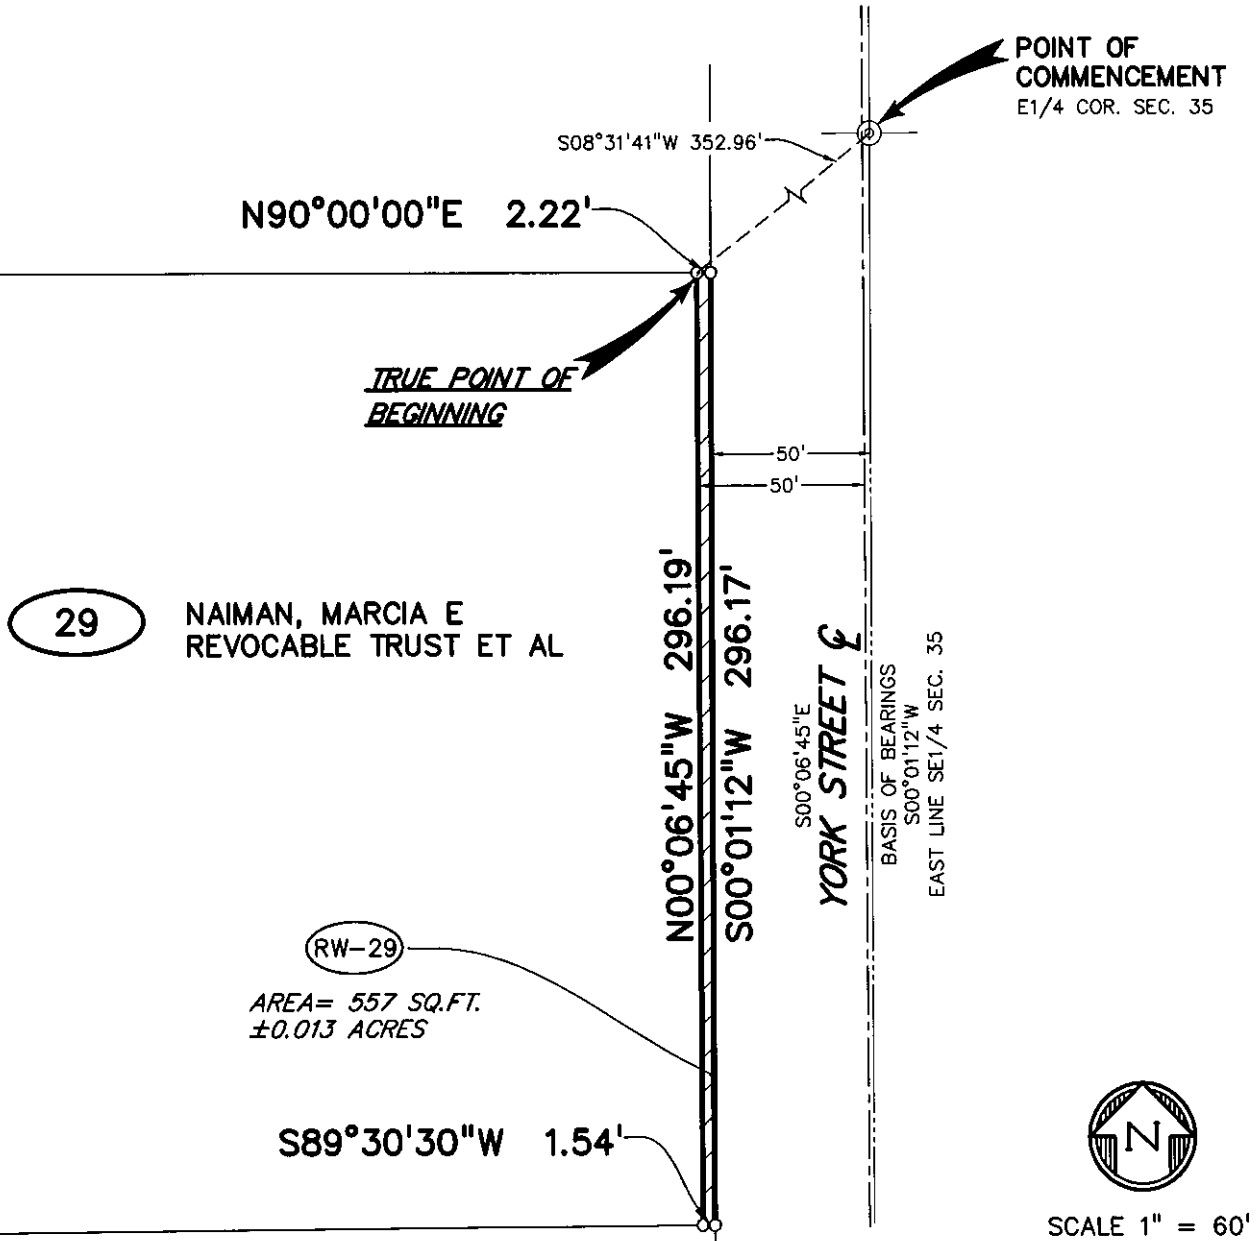 POINT OF
COMMENCEMENT
E1/4 COR. SEC. 35
S08°31'41"W 352.96'
N90°00'00"E 2.22'
TRUE POINT OF
BEGINNING
50'
50'
29
NAIMAN, MARCIA E
REVOCABLE TRUST ET AL
N00°06'45"W 296.19'
S00°01'12"W 296.17'
S00°06'45"E
YORK STREET ℄
BASIS OF BEARINGS
S00°01'12"W
EAST LINE SE1/4 SEC. 35
RW-29
AREA= 557 SQ.FT.
±0.013 ACRES
S89°30'30"W 1.54'
N
SCALE 1" = 60'